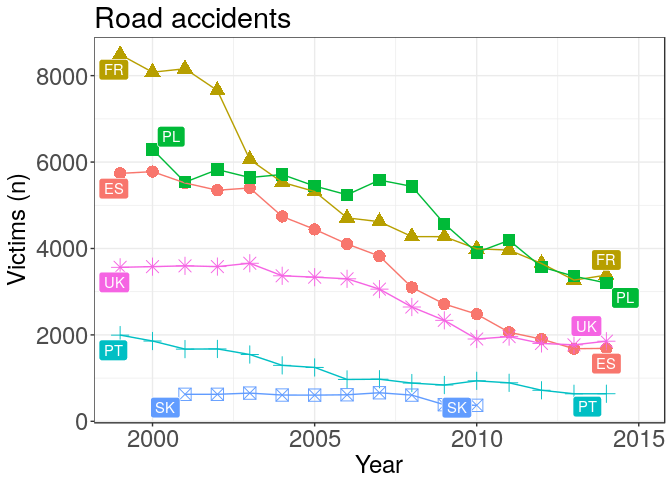 Road accidents
Victims (n)
8000
6000
4000
2000
0
FR
PL
ES
UK
PT
SK
SK
FR
PL
UK
ES
PT
2000
2005
2010
2015
Year